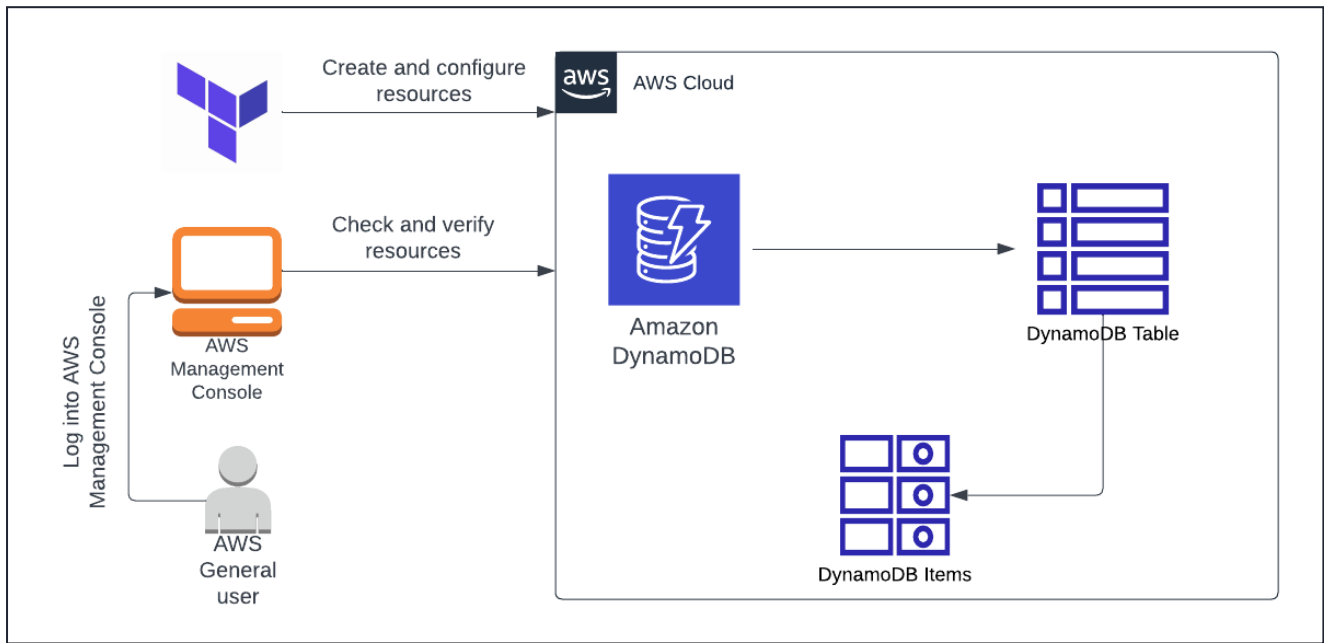 Create and configure
resources
aws
AWS Cloud
Check and verify
resources
Amazon
DynamoDB
DynamoDB Table
AWS
Management
Console
Log into AWS
Management Console
AWS
General
user
DynamoDB Items